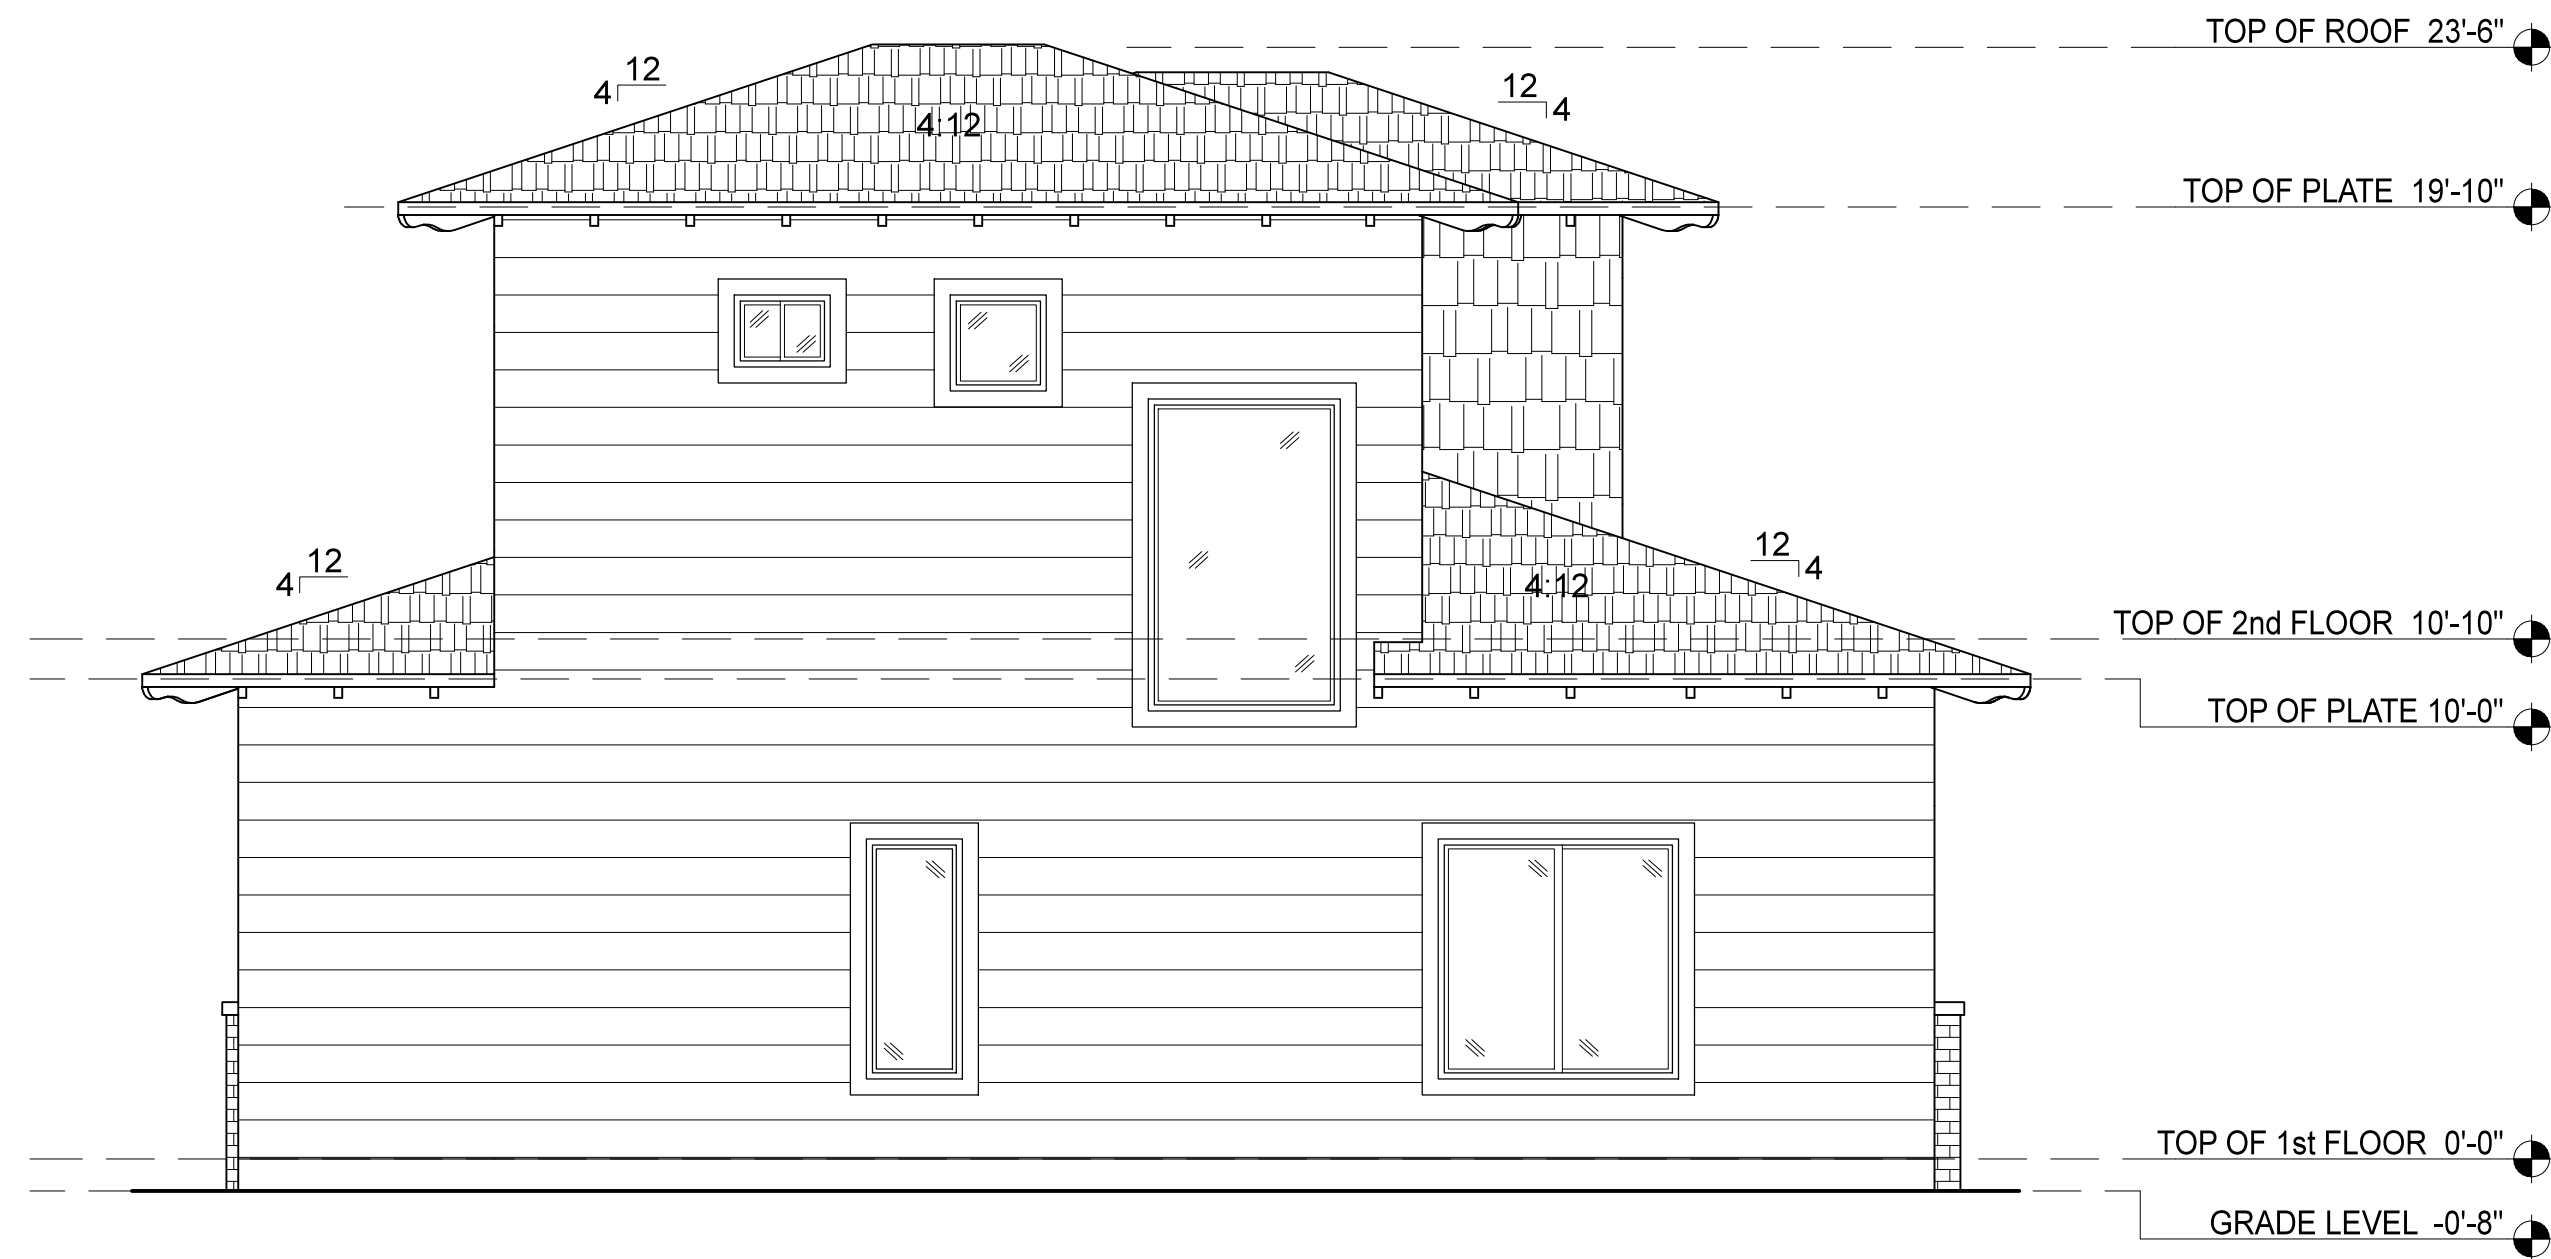 TOP OF ROOF 23'-6"
12
4
12
4
4:12
TOP OF PLATE 19'-10"
12
4
12
4
4:12
TOP OF 2nd FLOOR 10'-10"
TOP OF PLATE 10'-0"
TOP OF 1st FLOOR 0'-0"
GRADE LEVEL -0'-8"